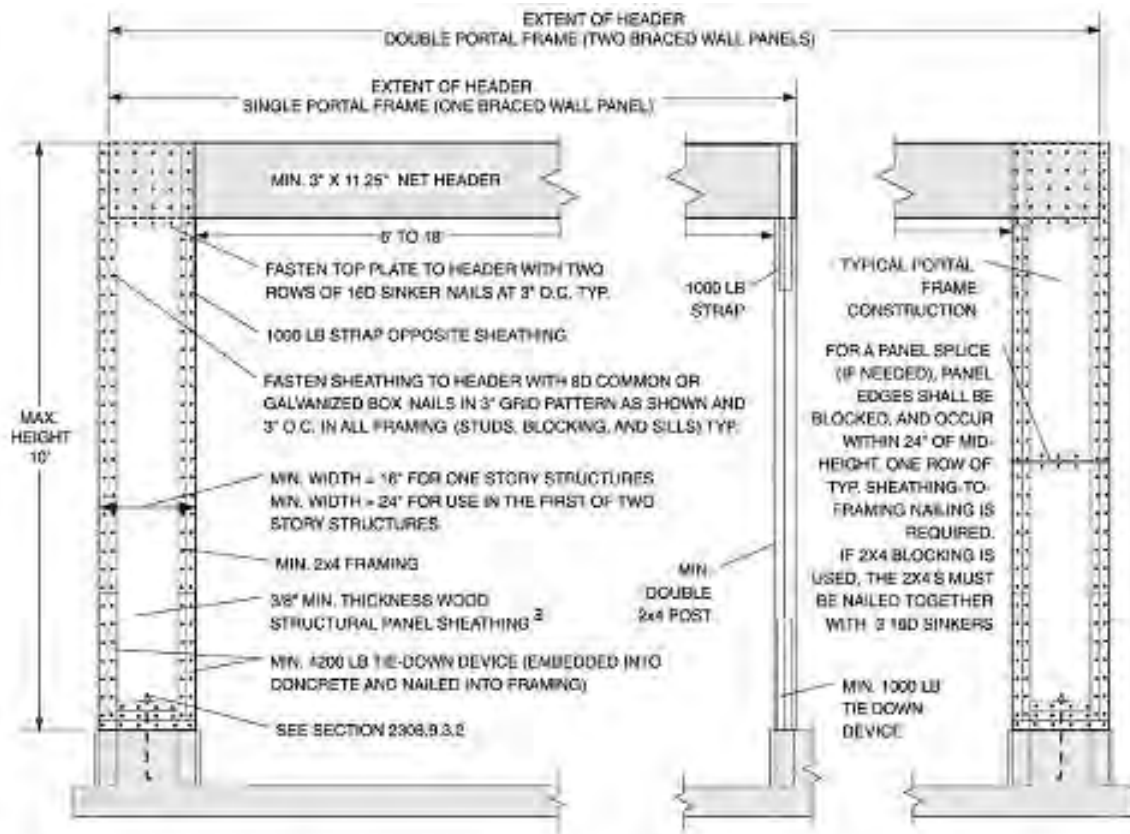 EXTENT OF HEADER
DOUBLE PORTAL FRAME (TWO BRACED WALL PANELS)
EXTENT OF HEADER
SINGLE PORTAL FRAME (ONE BRACED WALL PANEL)
MIN. 3" X 11.25" NET HEADER
6' TO 18'
FASTEN TOP PLATE TO HEADER WITH TWO
ROWS OF 16D SINKER NAILS AT 3" O.C. TYP.
1000 LB STRAP OPPOSITE SHEATHING
FASTEN SHEATHING TO HEADER WITH 8D COMMON OR
GALVANIZED BOX NAILS IN 3" GRID PATTERN AS SHOWN AND
3" O.C. IN ALL FRAMING (STUDS, BLOCKING, AND SILLS) TYP.
MAX.
HEIGHT
10'
MIN. WIDTH = 16" FOR ONE STORY STRUCTURES
MIN. WIDTH = 24" FOR USE IN THE FIRST OF TWO
STORY STRUCTURES
MIN. 2x4 FRAMING
3/8" MIN. THICKNESS WOOD
STRUCTURAL PANEL SHEATHING
MIN. 4200 LB TIE-DOWN DEVICE (EMBEDDED INTO
CONCRETE AND NAILED INTO FRAMING)
SEE SECTION 2308.9.3.2
1000 LB
STRAP
MIN.
DOUBLE
2x4 POST
TYPICAL PORTAL
FRAME
CONSTRUCTION
FOR A PANEL SPLICE
(IF NEEDED), PANEL
EDGES SHALL BE
BLOCKED, AND OCCUR
WITHIN 24" OF MID-
HEIGHT. ONE ROW OF
TYP. SHEATHING-TO-
FRAMING NAILING IS
REQUIRED.
IF 2X4 BLOCKING IS
USED, THE 2X4'S MUST
BE NAILED TOGETHER
WITH 3 16D SINKERS
MIN. 1000 LB
TIE DOWN
DEVICE